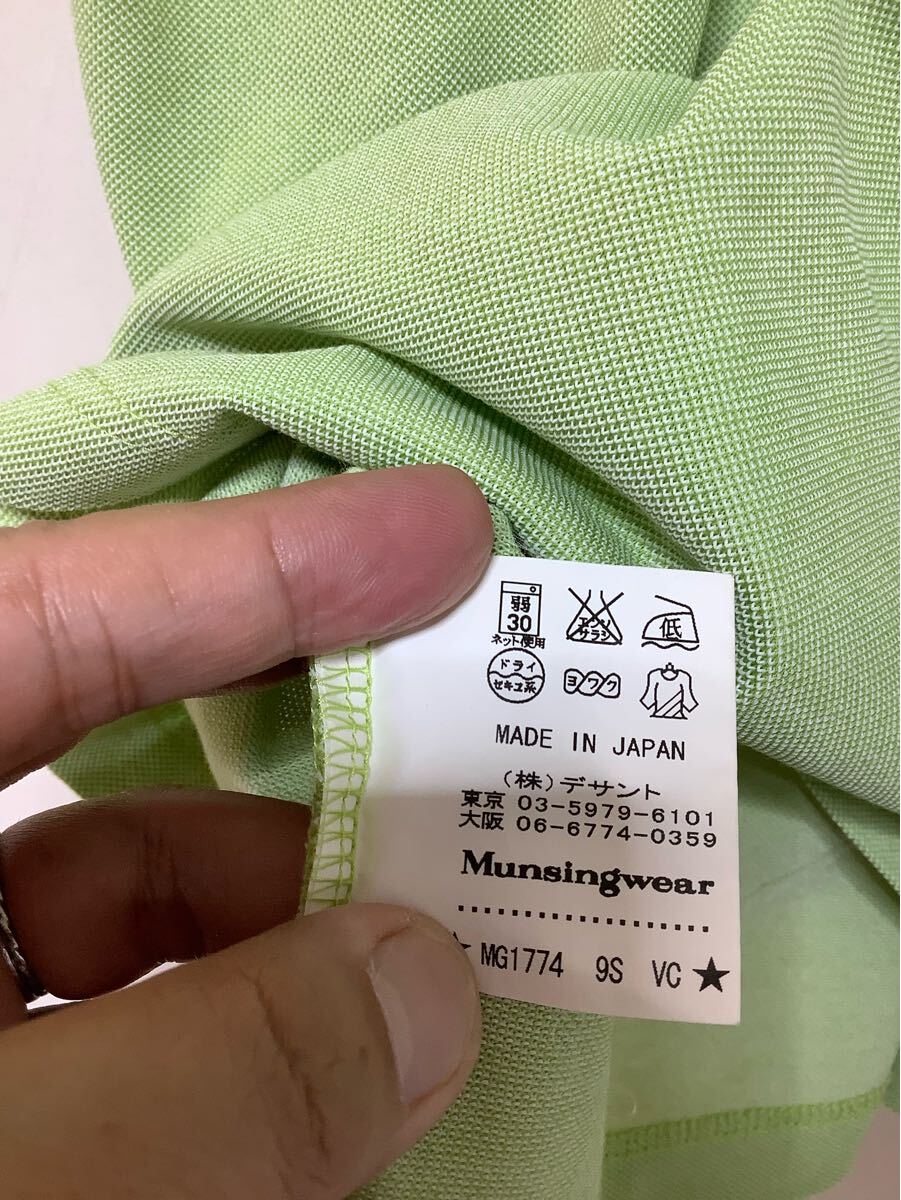 弱 30
ネット使用
エンソ サラシ
低
ドライ
セキユ系
ヨワク
MADE IN JAPAN
(株)デサント
東京 03-5979-6101
大阪 06-6774-0359
Munsingwear
★ MG1774 9S VC★